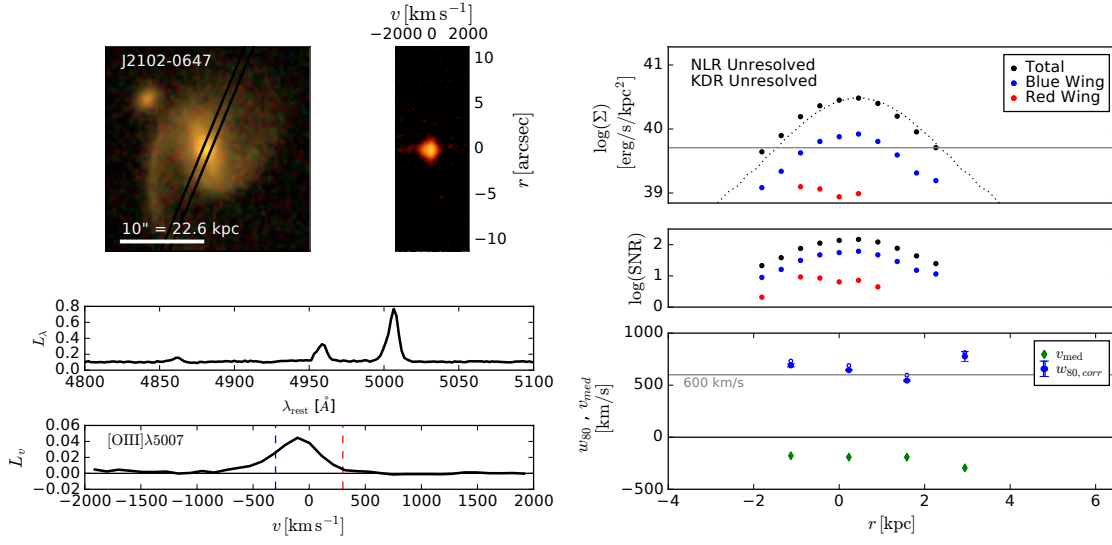 J2102-0647
10" = 22.6 kpc
v [km s⁻¹]
−2000 0 2000
10
5
0
−5
−10
r [arcsec]
0.8
0.6
0.4
0.2
0.0
L_λ
4800 4850 4900 4950 5000 5050 5100
λ_rest [Å]
[OIII]λ5007
0.06
0.04
0.02
0.00
−0.02
L_v
−2000 −1500 −1000 −500 0 500 1000 1500 2000
v [km s⁻¹]
NLR Unresolved
KDR Unresolved
Total
Blue Wing
Red Wing
41
40
39
log(Σ)
[erg/s/kpc²]
2
1
0
log(SNR)
1000
500
0
−500
600 km/s
v_med
w_80,corr
w_80 , v_med
[km/s]
−4 −2 0 2 4 6
r [kpc]